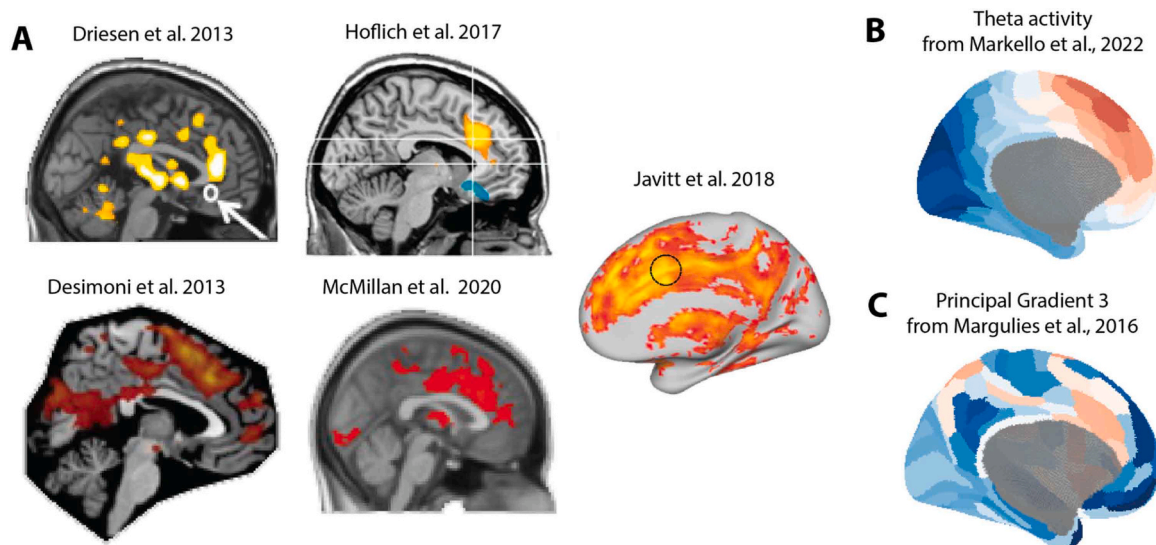 A
Driesen et al. 2013
Hoflich et al. 2017
Desimoni et al. 2013
McMillan et al. 2020
Javitt et al. 2018
B
Theta activity
from Markello et al., 2022
C
Principal Gradient 3
from Margulies et al., 2016